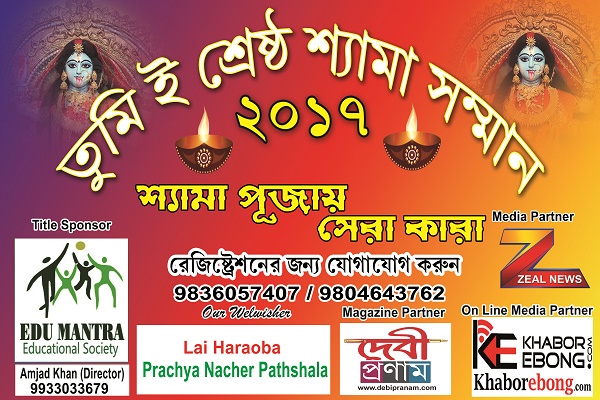 তুমি ই শ্রেষ্ঠ শ্যামা সম্মান
২০১৭
শ্যামা পূজায়
সেরা কারা
রেজিষ্ট্রেশনের জন্য যোগাযোগ করুন
9836057407 / 9804643762
Title Sponsor
EDU MANTRA
Educational Society
Amjad Khan (Director)
9933033679
Our Welwisher
Lai Haraoba
Prachya Nacher Pathshala
Magazine Partner
দেবী
প্রণাম
www.debipranam.com
Media Partner
Z
ZEAL NEWS
On Line Media Partner
KE
KHABOR
EBONG.COM
Khaborebong.com